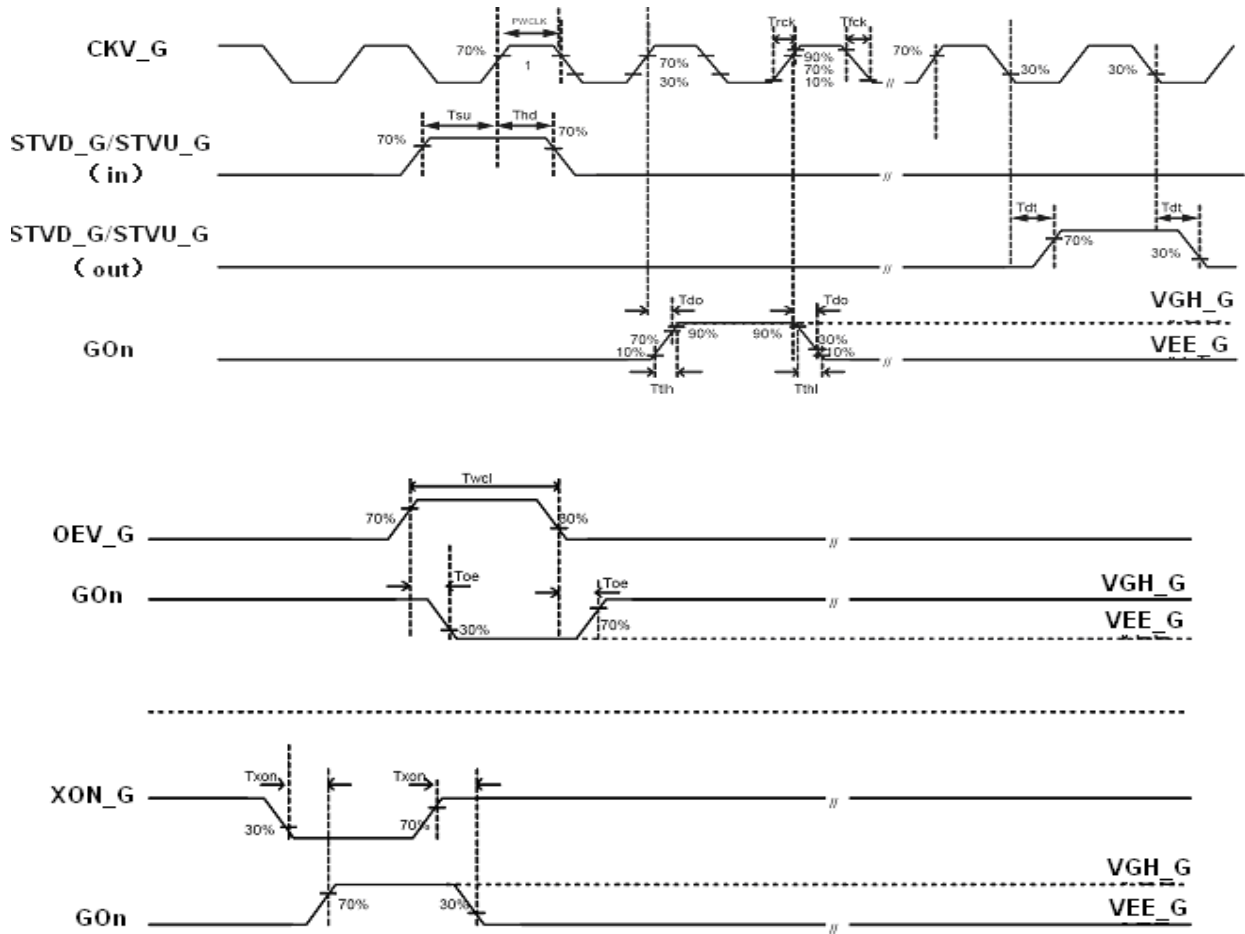 PWCLK
Trck
Tfck
CKV_G
70%
1
70%
30%
90%
70%
10%
70%
30%
30%
Tsu
Thd
STVD_G/STVU_G
( in )
70%
70%
//
STVD_G/STVU_G
( out )
Tdt
Tdt
70%
30%
//
VGH_G
Tdo
Tdo
GOn
70%
90%
90%
30%
10%
10%
VEE_G
Ttlh
Tthl
Twcl
OEV_G
70%
30%
//
GOn
Toe
Toe
VGH_G
30%
70%
//
VEE_G
Txon
Txon
XON_G
30%
70%
//
VGH_G
GOn
70%
30%
//
VEE_G